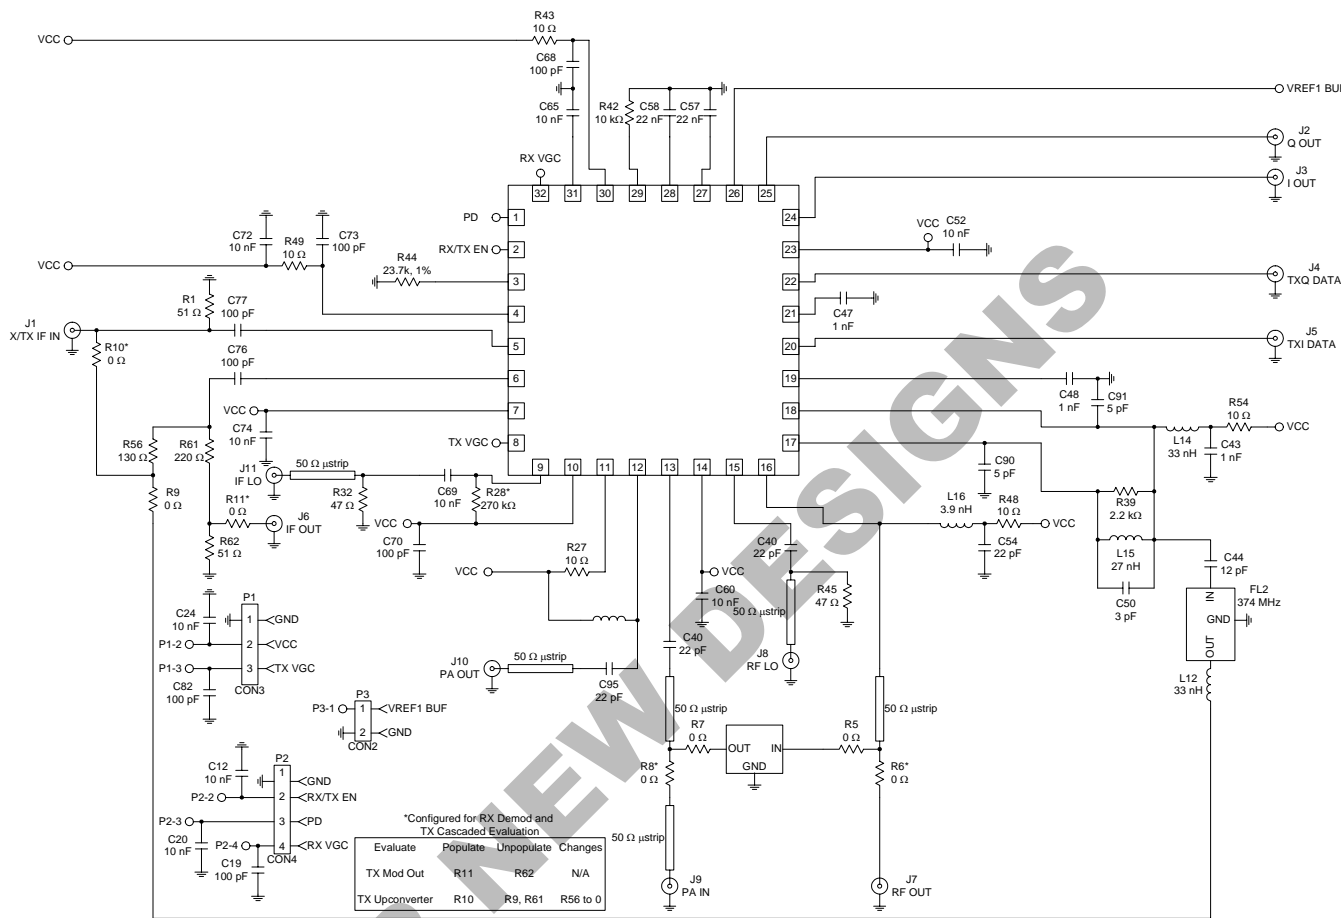 R43
10 Ω
VCC
C68
100 pF
C65
10 nF
R42
10 kΩ
C58
22 nF
C57
22 nF
VREF1 BUF
J2
Q OUT
J3
I OUT
RX VGC
32
31
30
29
28
27
26
25
PD
1
24
RX/TX EN
2
23
VCC
C52
10 nF
C72
10 nF
R49
10 Ω
C73
100 pF
VCC
R44
23.7k, 1%
3
22
J4
TXQ DATA
4
21
C47
1 nF
R1
51 Ω
C77
100 pF
J1
X/TX IF IN
R10*
0 Ω
5
20
J5
TXI DATA
C76
100 pF
6
19
C48
1 nF
C91
5 pF
VCC
7
18
R54
10 Ω
VCC
C74
10 nF
L14
33 nH
C43
1 nF
R56
130 Ω
R61
220 Ω
TX VGC
8
17
C90
5 pF
9
10
11
12
13
14
15
16
J11
IF LO
50 Ω µstrip
R32
47 Ω
C69
10 nF
R28*
270 kΩ
R9
0 Ω
R11*
0 Ω
J6
IF OUT
R62
51 Ω
VCC
C70
100 pF
L16
3.9 nH
R48
10 Ω
VCC
C54
22 pF
R39
2.2 kΩ
L15
27 nH
C50
3 pF
C44
12 pF
R27
10 Ω
VCC
C40
22 pF
VCC
C60
10 nF
50 Ω µstrip
R45
47 Ω
J8
RF LO
IN
GND
OUT
FL2
374 MHz
L12
33 nH
C24
10 nF
P1
1
GND
P1-2
2
VCC
P1-3
3
TX VGC
CON3
C82
100 pF
J10
PA OUT
50 Ω µstrip
C95
22 pF
C40
22 pF
50 Ω µstrip
50 Ω µstrip
P3
P3-1
1
VREF1 BUF
2
GND
CON2
R7
0 Ω
OUT
IN
GND
R5
0 Ω
R8*
0 Ω
R6*
0 Ω
C12
10 nF
P2
1
GND
P2-2
2
RX/TX EN
P2-3
3
PD
P2-4
4
RX VGC
CON4
C20
10 nF
C19
100 pF
50 Ω µstrip
J9
PA IN
J7
RF OUT
*Configured for RX Demod and
TX Cascaded Evaluation
Evaluate Populate Unpopulate Changes
TX Mod Out R11 R62 N/A
TX Upconverter R10 R9, R61 R56 to 0
NEW DESIGNS